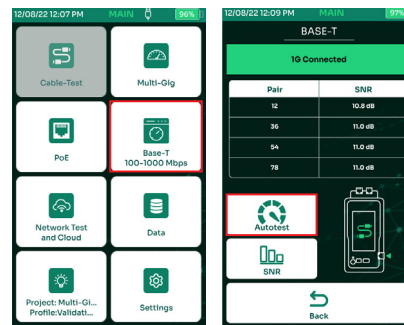 12/08/22 12:07 PM MAIN 96%
Cable-Test
Multi-Gig
PoE
Base-T
100-1000 Mbps
Network Test
and Cloud
Data
Project: Multi-Gi...
Profile:Validati...
Settings
12/08/22 12:09 PM MAIN 97%
BASE-T
1G Connected
Pair SNR
12 10.8 dB
36 11.0 dB
54 11.0 dB
78 11.0 dB
Autotest
SNR
Back